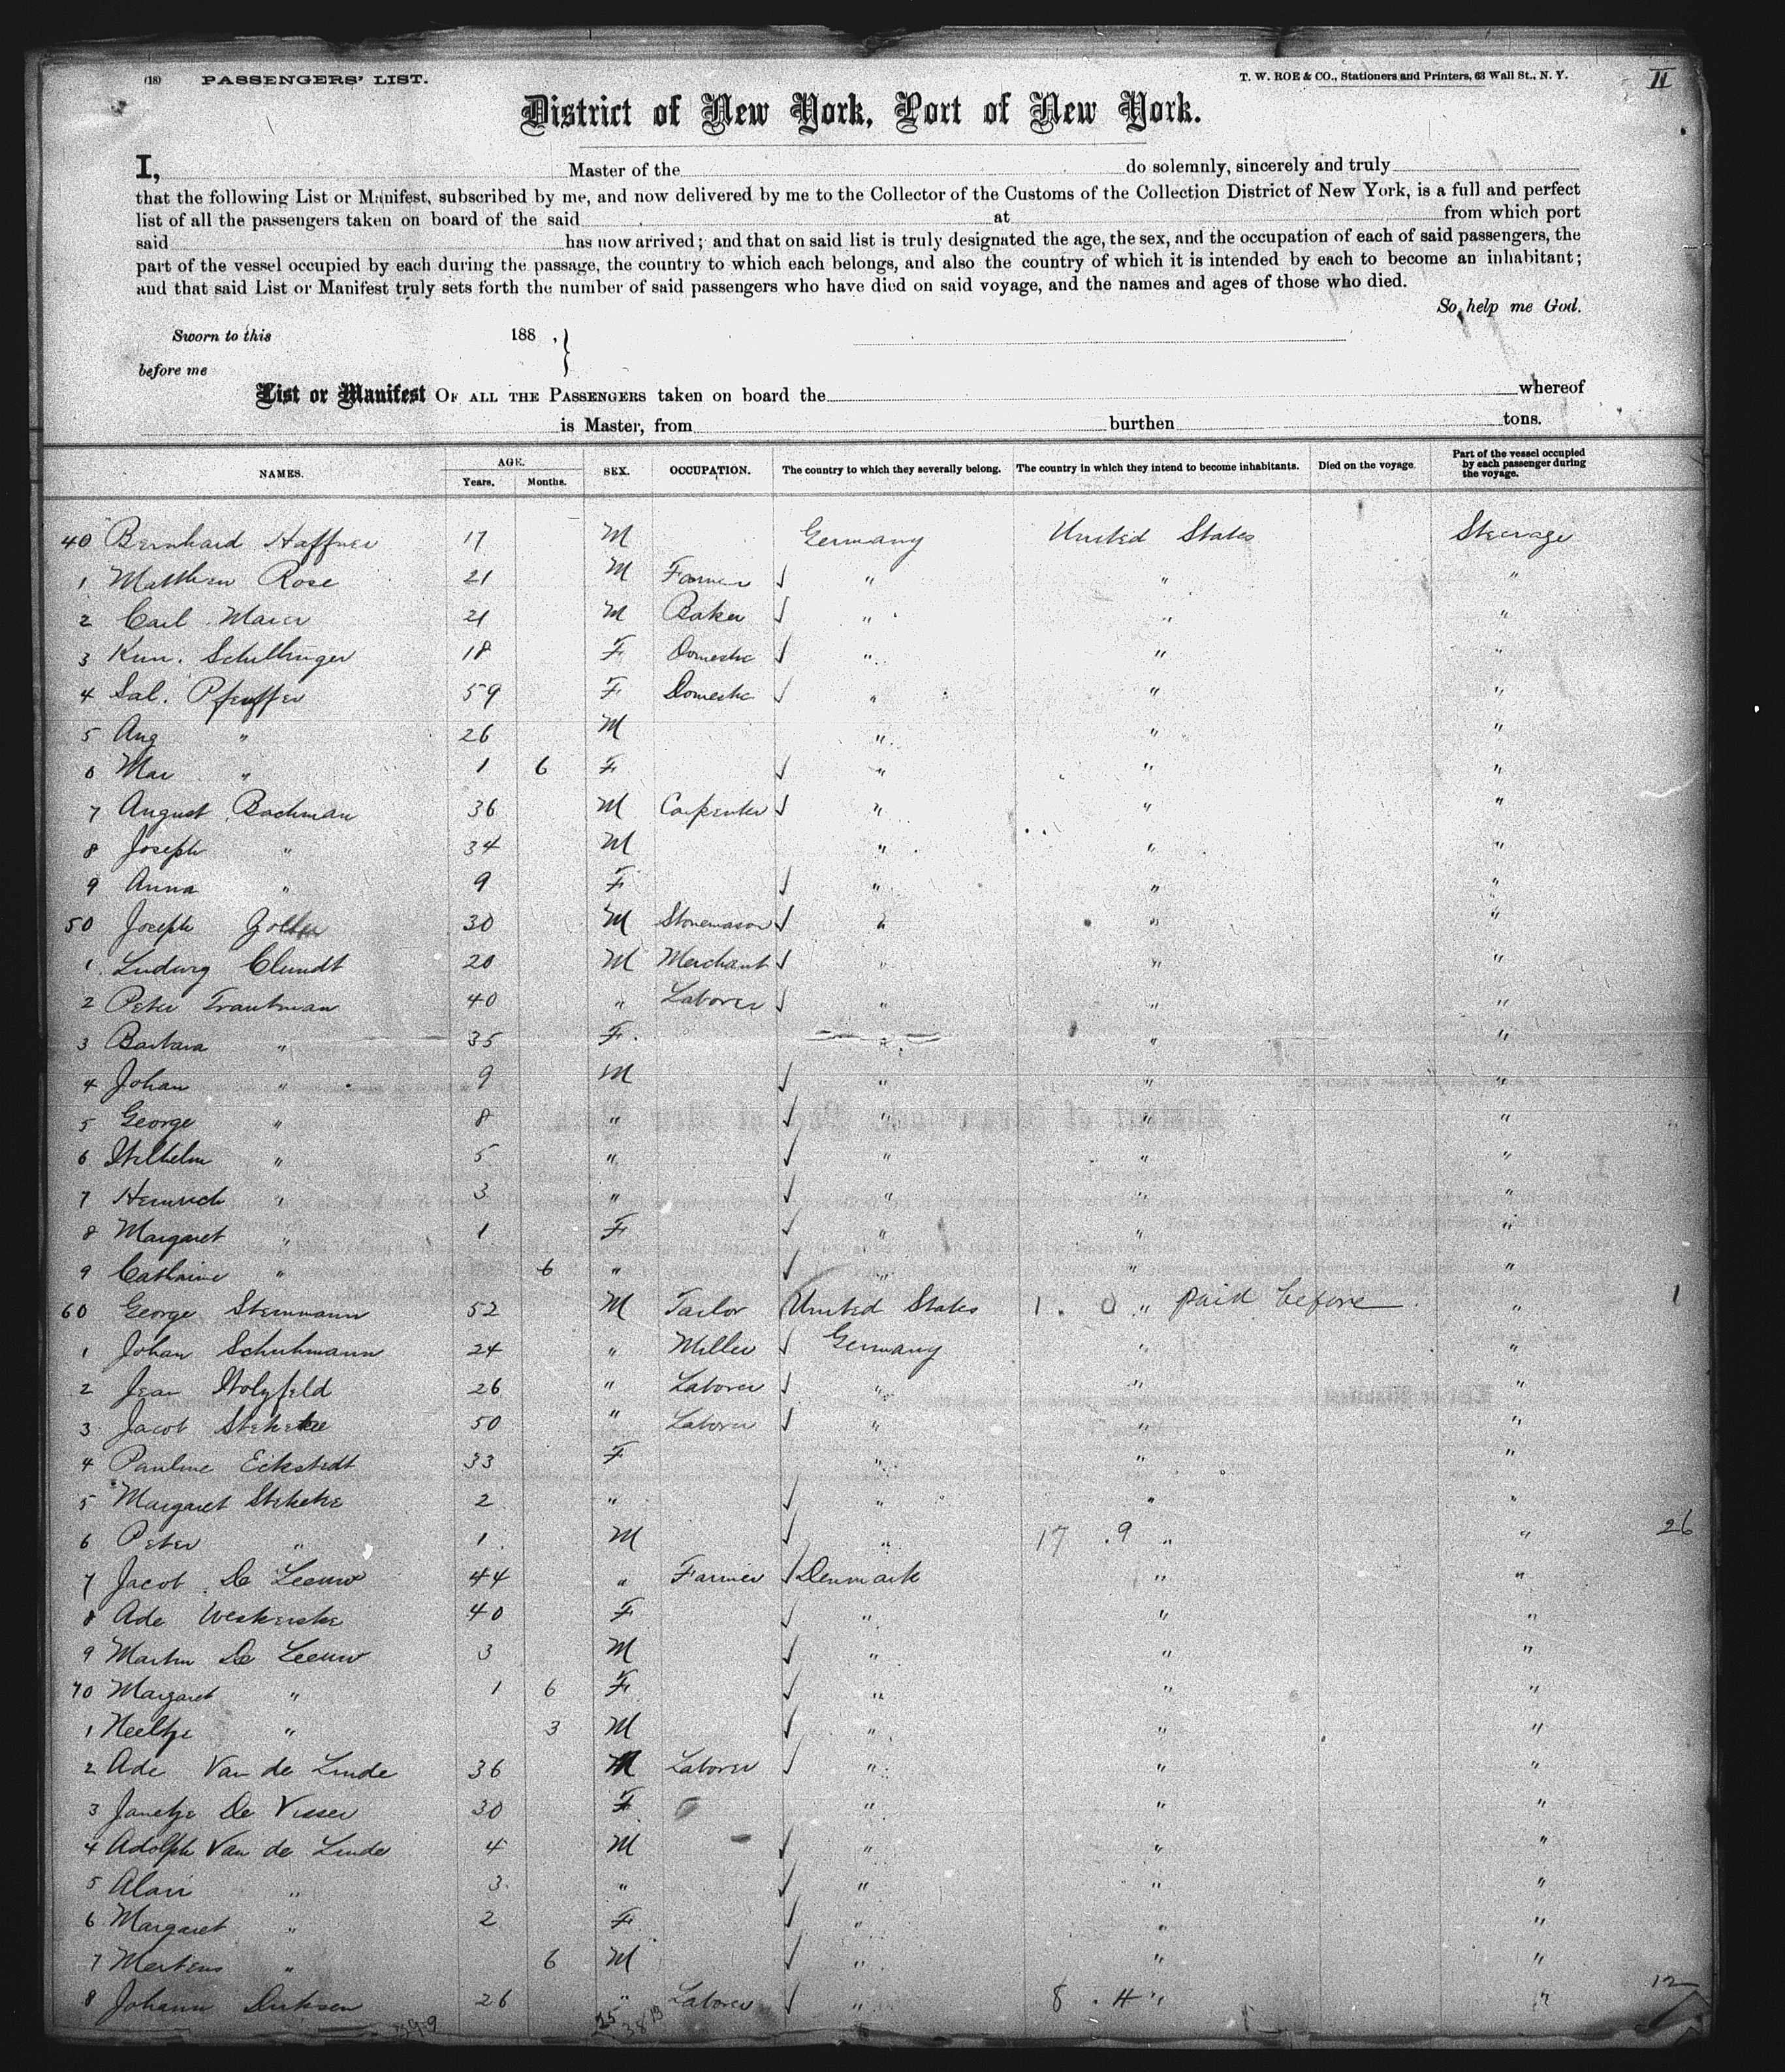 (18) PASSENGERS' LIST. T. W. ROE & CO., Stationers and Printers, 63 Wall St., N. Y. II
District of New York, Port of New York.
I, Master of the do solemnly, sincerely and truly
that the following List or Manifest, subscribed by me, and now delivered by me to the Collector of the Customs of the Collection District of New York, is a full and perfect
list of all the passengers taken on board of the said at from which port
said has now arrived; and that on said list is truly designated the age, the sex, and the occupation of each of said passengers, the
part of the vessel occupied by each during the passage, the country to which each belongs, and also the country of which it is intended by each to become an inhabitant;
and that said List or Manifest truly sets forth the number of said passengers who have died on said voyage, and the names and ages of those who died.
So help me God.
Sworn to this 188 , }
before me
List or Manifest OF ALL THE PASSENGERS taken on board the whereof
is Master, from burthen tons.
NAMES. AGE. Years. Months. SEX. OCCUPATION. The country to which they severally belong. The country in which they intend to become inhabitants. Died on the voyage. Part of the vessel occupied by each passenger during the voyage.
40 Bernhard Haffner 17 M Germany United States Steerage
1 Matthew Rose 21 M Farmer " " "
2 Carl Maier 21 M Baker " " "
3 Kun. Schillinger 18 F Domestic " " "
4 Sal. Pfeuffer 59 F Domestic " " "
5 Aug " 26 M " " "
6 Mar " 1 6 F " " "
7 August Bachman 36 M Carpenter " " "
8 Joseph " 34 M " " "
9 Anna " 9 F " " "
50 Joseph 30 M Stonemason " " "
1 Ludwig Clundt 20 M Merchant " " "
2 Peter Trautman 40 " Laborer " " "
3 Barbara " 35 F " " "
4 Johan " 9 M " " "
5 George " 8 " " " "
6 Wilhelm " 5 " " " "
7 Heinrich " 3 " " " "
8 Margaret " 1 F " " "
9 Cathrine " 6 " " " "
60 George Steinmann 52 M Tailor United States 1 . 0 " paid before " 1
1 Johan Schuhmann 24 " Miller Germany " "
2 Jean Wolyfeld 26 " Laborer " " "
3 Jacob Steketee 50 " Laborer " " "
4 Pauline Eckstedt 33 F " " "
5 Margaret Steketee 2 " " " "
6 Peter " 1 M " 17 . 9 " " 26
7 Jacob De Leeuw 44 " Farmer Denmark " "
8 Ade Weskerske 40 F " " "
9 Martin De Leeuw 3 M " " "
70 Margaret " 1 6 F " " "
1 Neeltje " 3 M " " "
2 Ade Van de Linde 36 M Laborer " " "
3 Janetje De Visser 30 F " " "
4 Adolph Van de Linde 4 M " " "
5 " 3 " " " "
6 Margaret " 2 F " " "
7 Mertens " 6 M " " "
8 Johann Dirksen 26 " Laborer " 8 . 4 " " 12